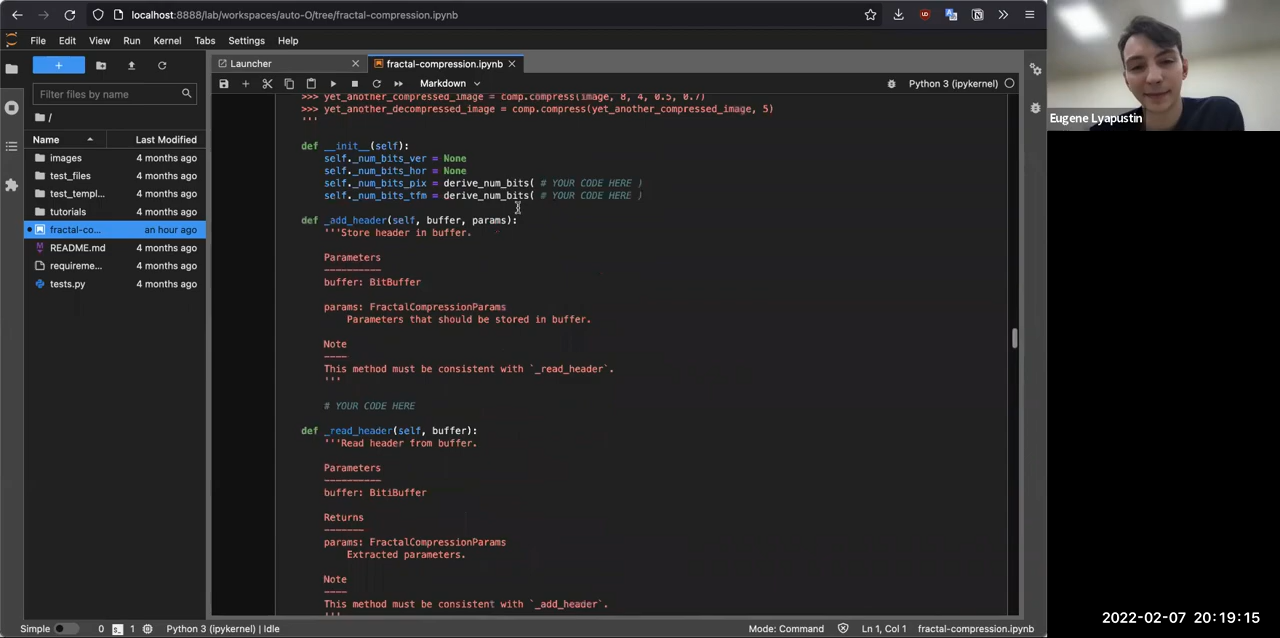 localhost:8888/lab/workspaces/auto-O/tree/fractal-compression.ipynb
File Edit View Run Kernel Tabs Settings Help
Launcher
fractal-compression.ipynb
Markdown
Python 3 (ipykernel)
Filter files by name
/
Name Last Modified
images 4 months ago
test_files 4 months ago
test_templ... 4 months ago
tutorials 4 months ago
fractal-co... an hour ago
README.md 4 months ago
requireme... 4 months ago
tests.py 4 months ago
>>> yet_another_compressed_image = comp.compress(image, 8, 4, 0.5, 0.7)
>>> yet_another_decompressed_image = comp.compress(yet_another_compressed_image, 5)
'''
def __init__(self):
self._num_bits_ver = None
self._num_bits_hor = None
self._num_bits_pix = derive_num_bits( # YOUR CODE HERE )
self._num_bits_tfm = derive_num_bits( # YOUR CODE HERE )
def _add_header(self, buffer, params):
'''Store header in buffer.
Parameters
----------
buffer: BitBuffer
params: FractalCompressionParams
Parameters that should be stored in buffer.
Note
----
This method must be consistent with `_read_header`.
'''
# YOUR CODE HERE
def _read_header(self, buffer):
'''Read header from buffer.
Parameters
----------
buffer: BitiBuffer
Returns
-------
params: FractalCompressionParams
Extracted parameters.
Note
----
This method must be consistent with `_add_header`.
Simple 0 1 Python 3 (ipykernel) | Idle
Mode: Command Ln 1, Col 1 fractal-compression.ipynb
Eugene Lyapustin
2022-02-07 20:19:15